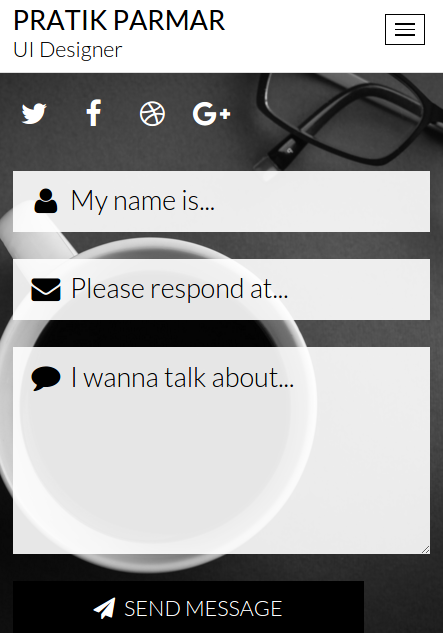 PRATIK PARMAR
UI Designer
My name is...
Please respond at...
I wanna talk about...
SEND MESSAGE